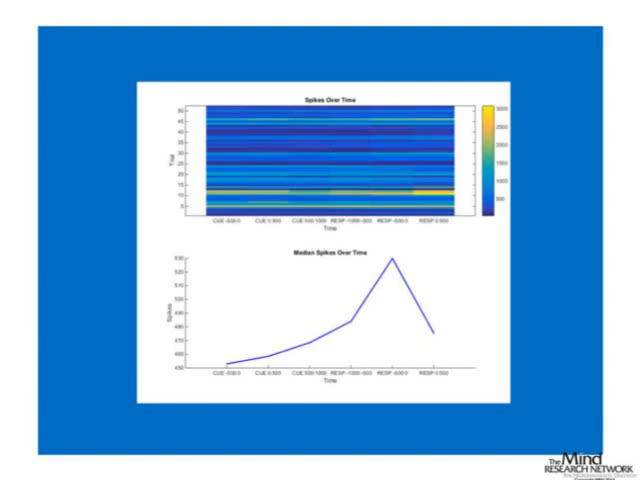 Spikes Over Time
Trial
50
45
40
35
30
25
20
15
10
5
3000
2500
2000
1500
1000
500
CUE -500:0 CUE 0:500 CUE 500:1000 RESP -1000:-500 RESP -500:0 RESP 0:500
Time
Median Spikes Over Time
Spikes
530
520
510
500
490
480
470
460
450
CUE -500:0 CUE 0:500 CUE 500:1000 RESP -1000:-500 RESP -500:0 RESP 0:500
Time
The Mind
RESEARCH NETWORK